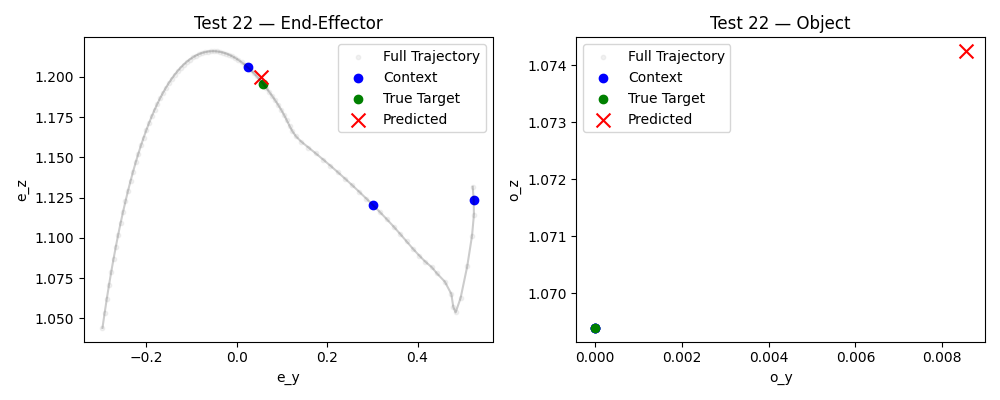 Test 22 — End-Effector
Full Trajectory
Context
True Target
Predicted
1.200
1.175
1.150
1.125
1.100
1.075
1.050
e_z
−0.2
0.0
0.2
0.4
e_y
Test 22 — Object
Full Trajectory
Context
True Target
Predicted
1.074
1.073
1.072
1.071
1.070
o_z
0.000
0.002
0.004
0.006
0.008
o_y